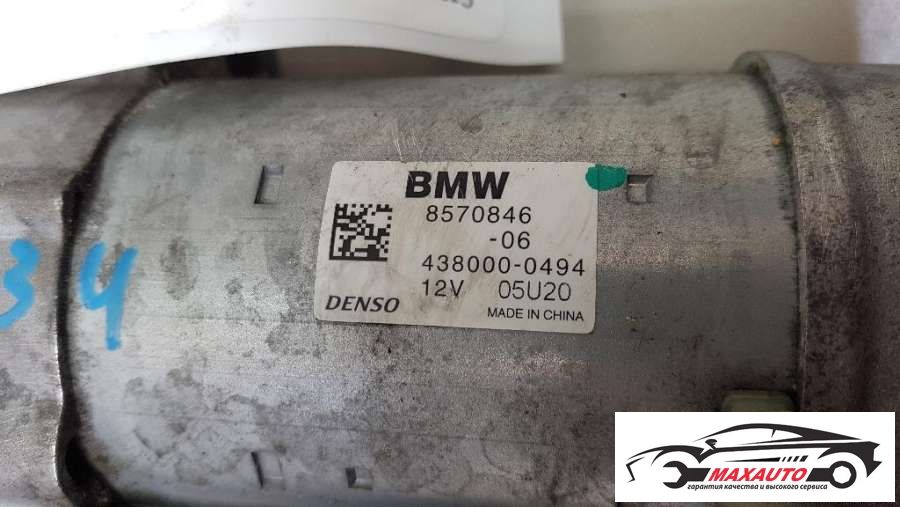 BMW
8570846
-06
438000-0494
12V 05U20
DENSO
MADE IN CHINA
34
MAXAUTO
гарантия качества и высокого сервиса